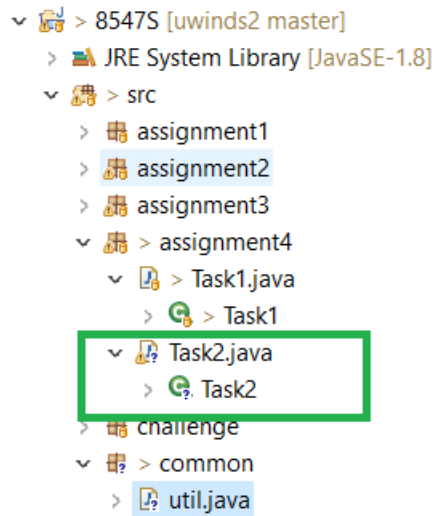 > 8547S [uwinds2 master]
JRE System Library [JavaSE-1.8]
> src
assignment1
assignment2
assignment3
> assignment4
> Task1.java
> Task1
Task2.java
Task2
challenge
> common
util.java